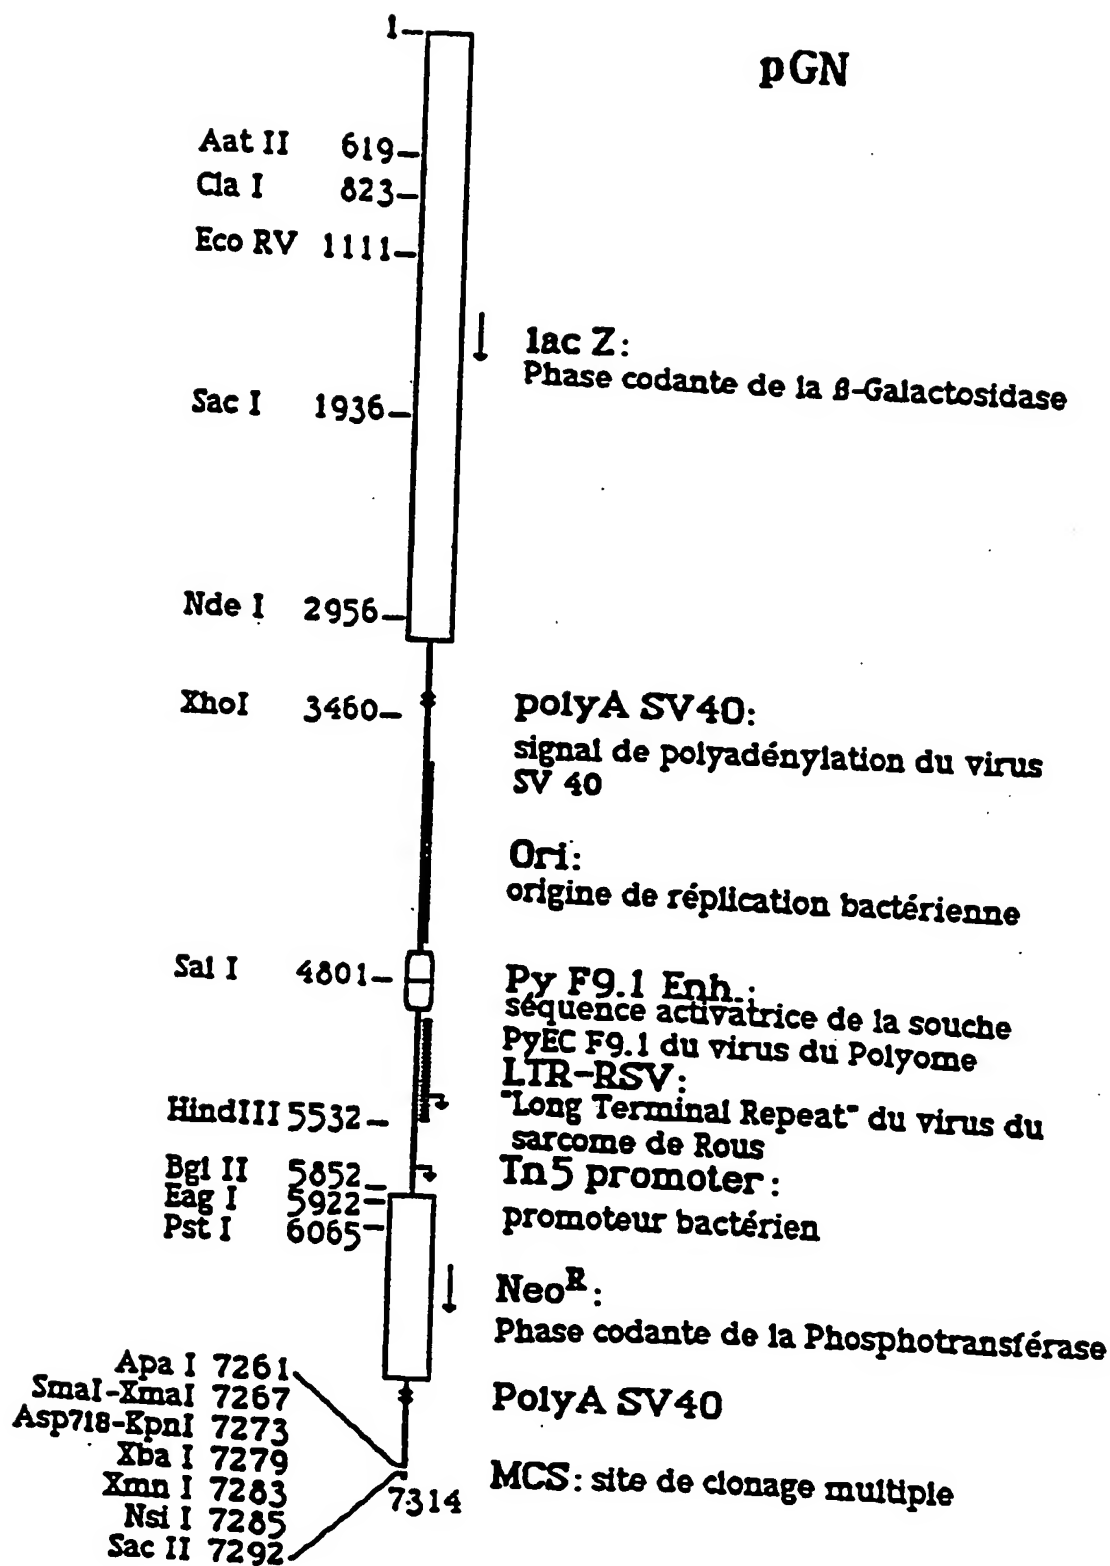 1
pGN
Aat II 619
Cla I 823
Eco RV 1111
lac Z:
Phase codante de la β-Galactosidase
Sac I 1936
Nde I 2956
XhoI 3460
polyA SV40:
signal de polyadénylation du virus
SV 40
Ori:
origine de réplication bactérienne
Sal I 4801
Py F9.1 Enh.:
séquence activatrice de la souche
PyEC F9.1 du virus du Polyome
LTR-RSV:
"Long Terminal Repeat" du virus du
sarcome de Rous
HindIII 5532
Bgl II 5852
Eag I 5922
Pst I 6065
Tn5 promoter:
promoteur bactérien
Neoᴿ:
Phase codante de la Phosphotransférase
Apa I 7261
SmaI-XmaI 7267
Asp718-KpnI 7273
Xba I 7279
Xmn I 7283
Nsi I 7285
Sac II 7292
PolyA SV40
MCS: site de clonage multiple
7314